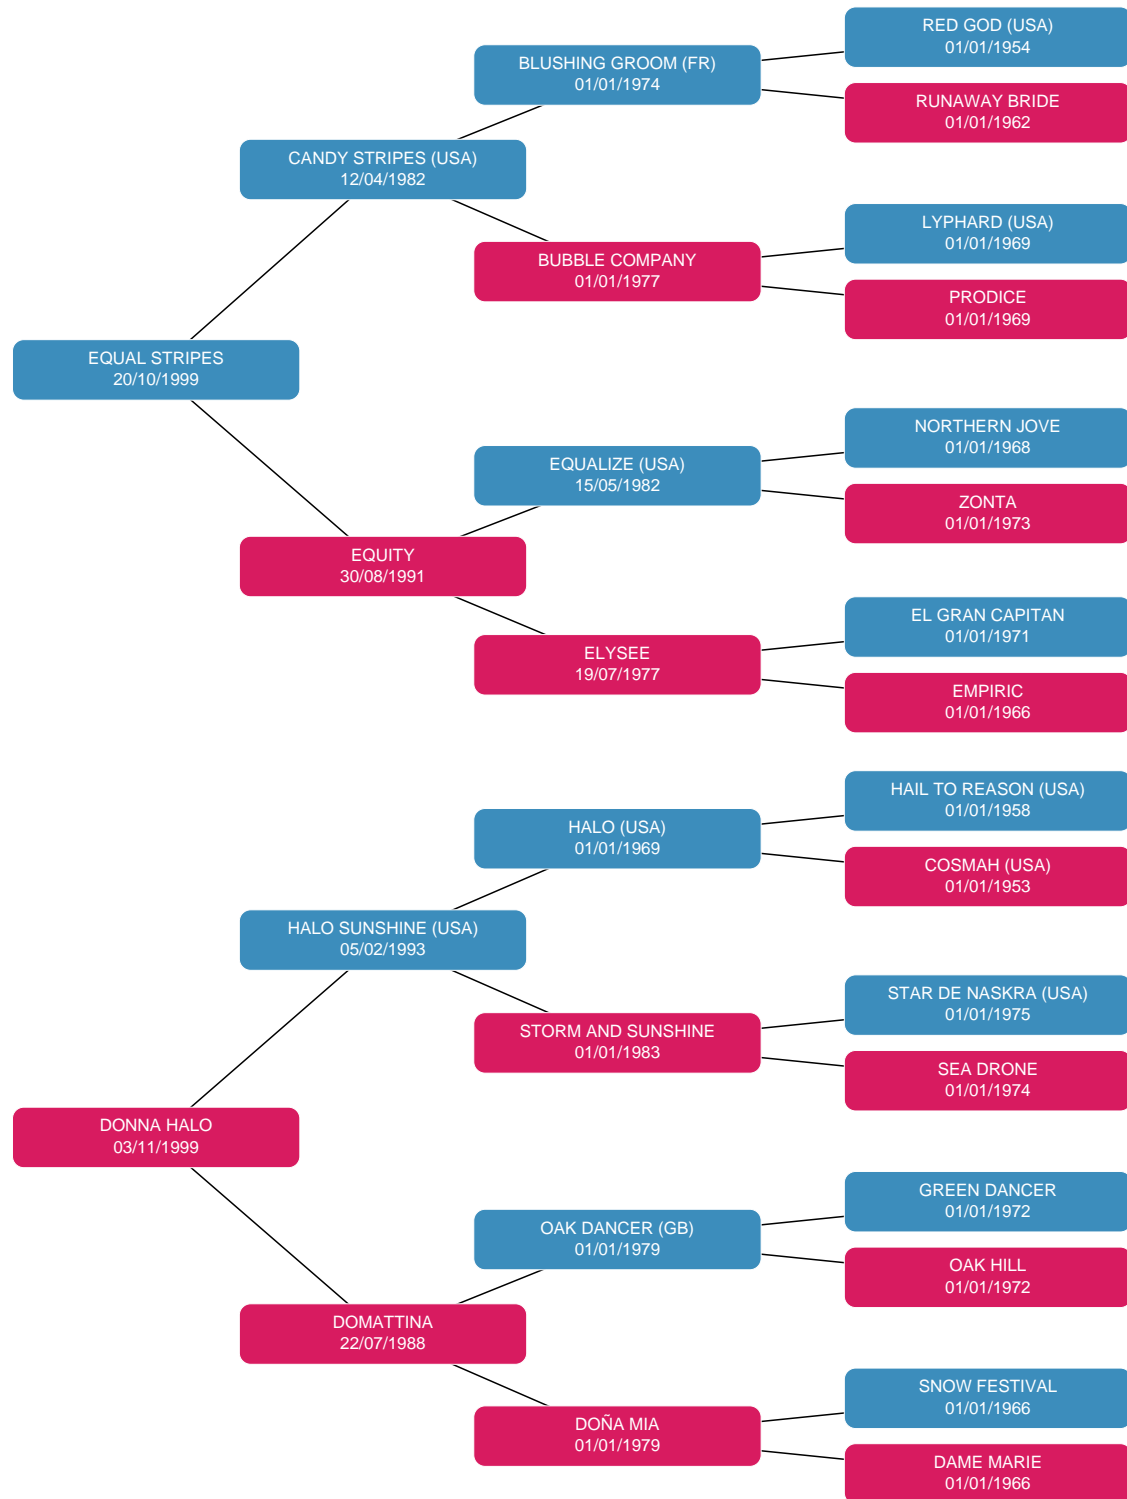 RED GOD (USA)
01/01/1954
BLUSHING GROOM (FR)
01/01/1974
RUNAWAY BRIDE
01/01/1962
CANDY STRIPES (USA)
12/04/1982
LYPHARD (USA)
01/01/1969
BUBBLE COMPANY
01/01/1977
PRODICE
01/01/1969
EQUAL STRIPES
20/10/1999
NORTHERN JOVE
01/01/1968
EQUALIZE (USA)
15/05/1982
ZONTA
01/01/1973
EQUITY
30/08/1991
EL GRAN CAPITAN
01/01/1971
ELYSEE
19/07/1977
EMPIRIC
01/01/1966
HAIL TO REASON (USA)
01/01/1958
HALO (USA)
01/01/1969
COSMAH (USA)
01/01/1953
HALO SUNSHINE (USA)
05/02/1993
STAR DE NASKRA (USA)
01/01/1975
STORM AND SUNSHINE
01/01/1983
SEA DRONE
01/01/1974
DONNA HALO
03/11/1999
GREEN DANCER
01/01/1972
OAK DANCER (GB)
01/01/1979
OAK HILL
01/01/1972
DOMATTINA
22/07/1988
SNOW FESTIVAL
01/01/1966
DOÑA MIA
01/01/1979
DAME MARIE
01/01/1966